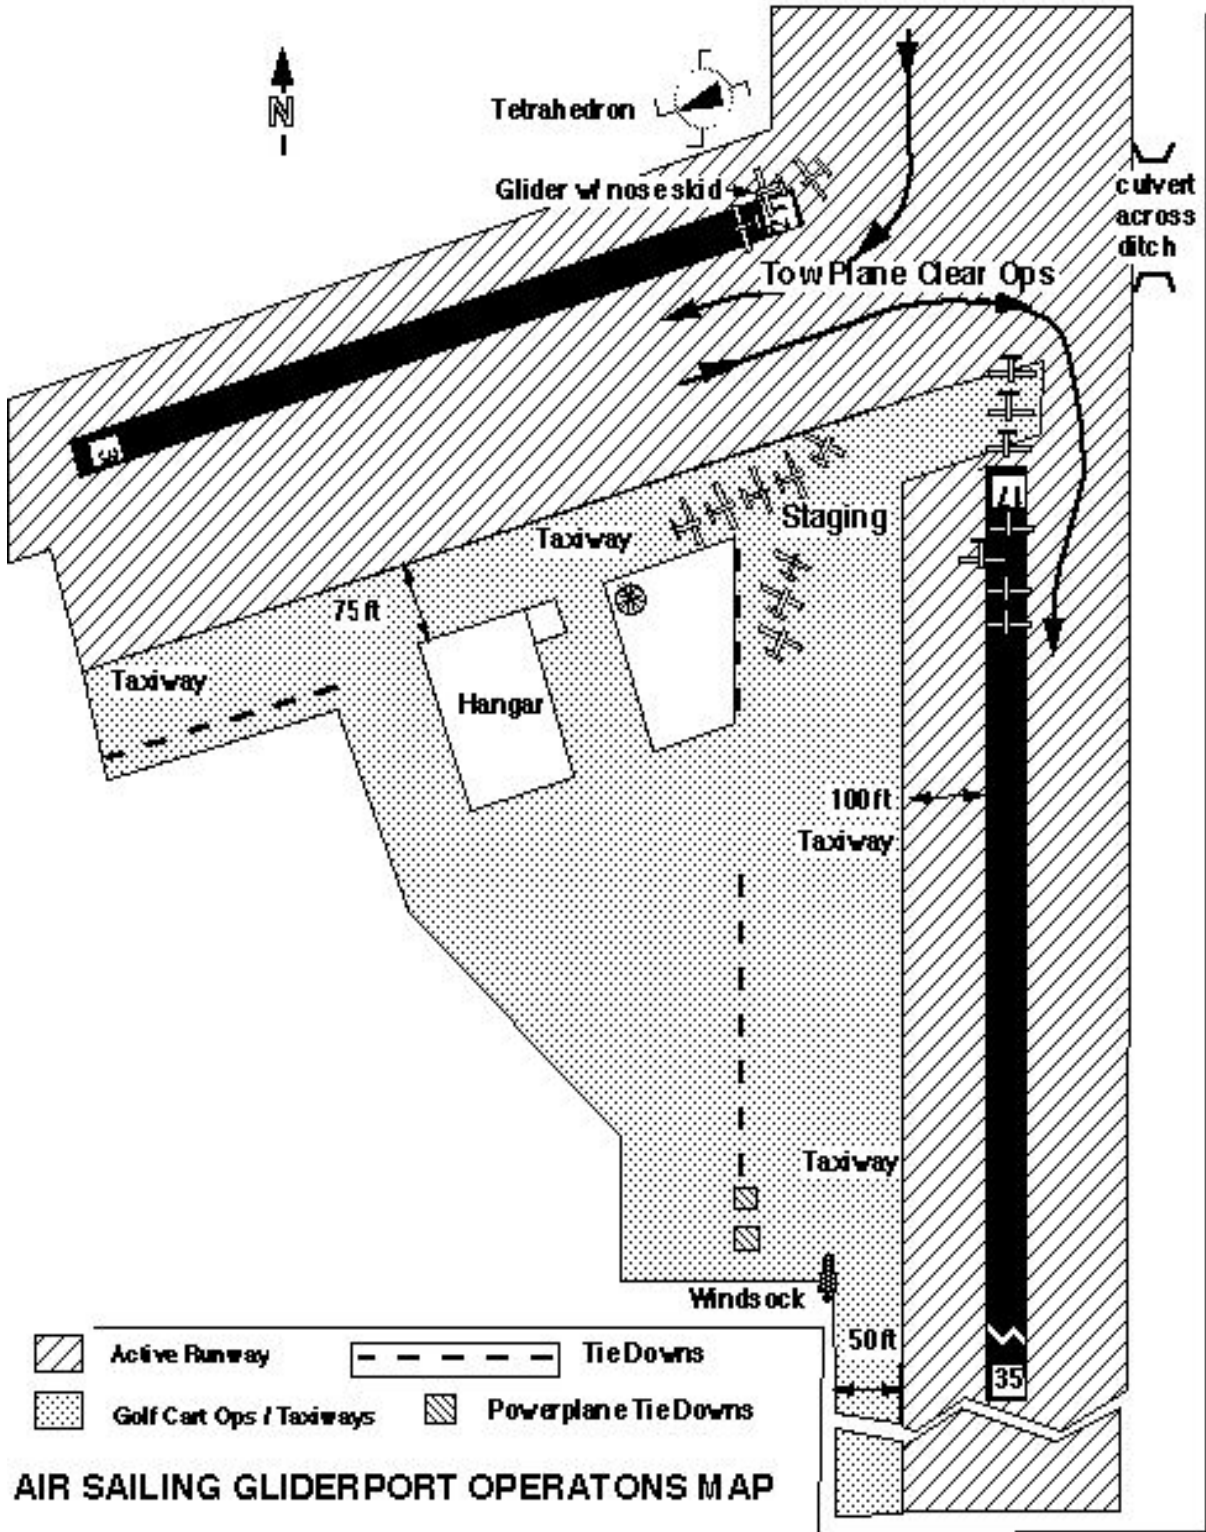 N
Tetrahedron
Glider w/ nose skid
culvert
across
ditch
Tow Plane Clear Ops
17
Staging
Taxiway
75 ft
Taxiway
Hangar
100 ft
Taxiway
Taxiway
Windsock
50 ft
35
Active Runway
Tie Downs
Golf Cart Ops / Taxiways
Powerplane Tie Downs
AIR SAILING GLIDERPORT OPERATONS MAP